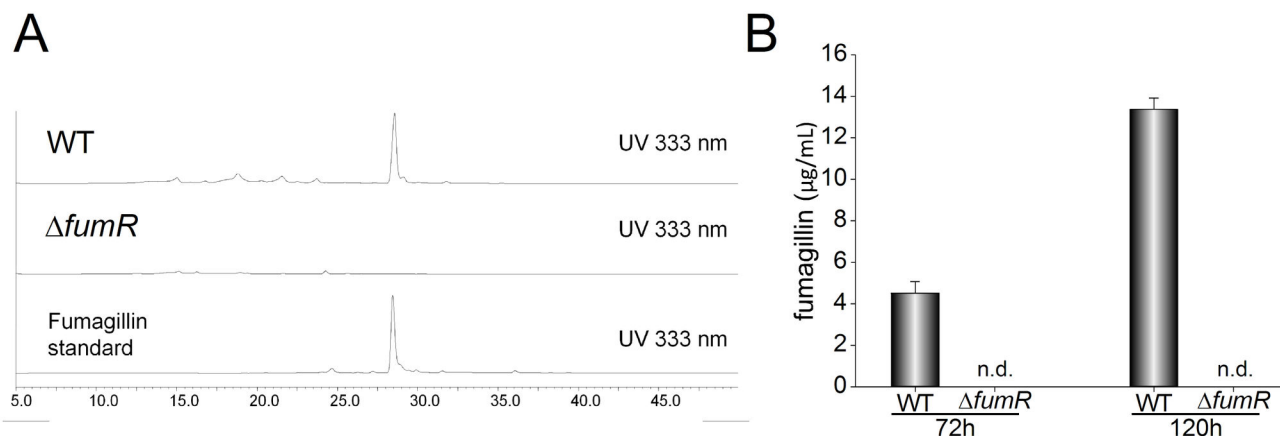 A
WT
UV 333 nm
ΔfumR
UV 333 nm
Fumagillin
standard
UV 333 nm
5.0 10.0 15.0 20.0 25.0 30.0 35.0 40.0 45.0
B
fumagillin (µg/mL)
16
14
12
10
8
6
4
2
0
n.d. n.d.
WT ΔfumR WT ΔfumR
72h 120h